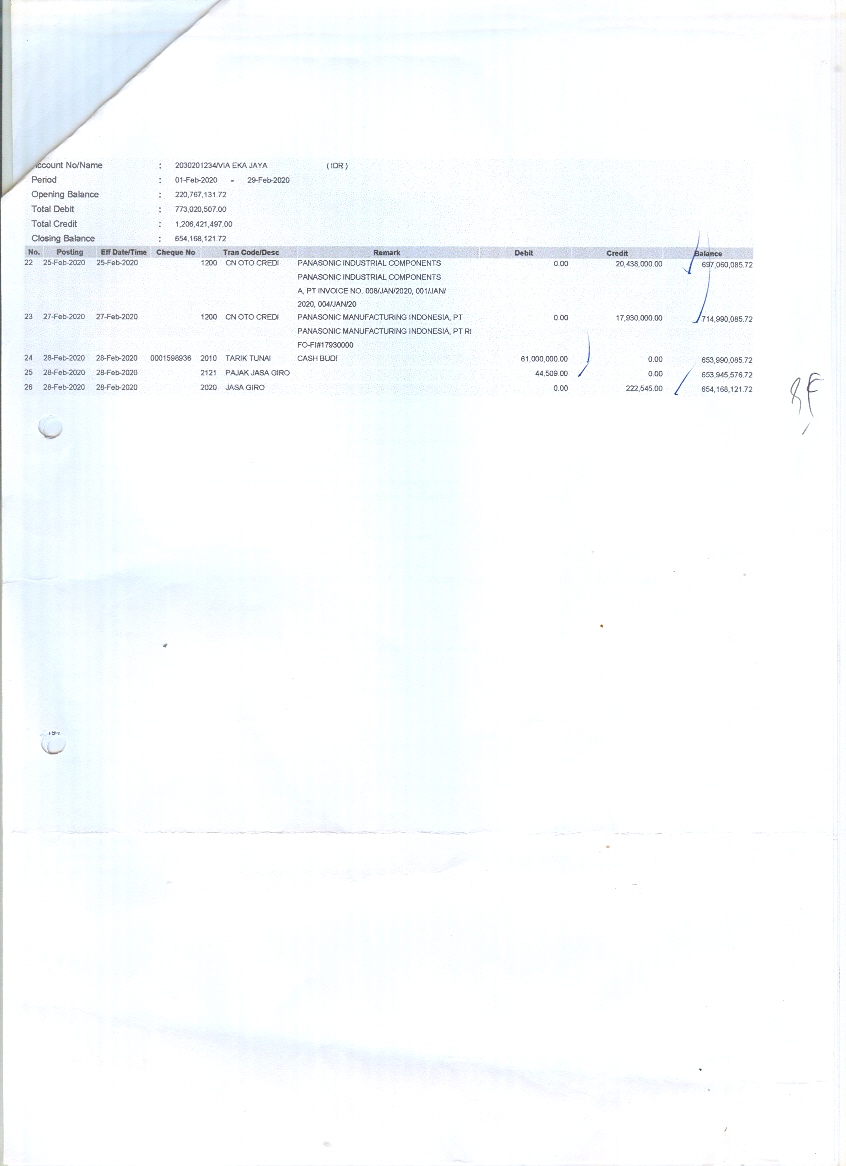 ccount No/Name : 2030201234/VIA EKA JAYA (IDR)
Period : 01-Feb-2020 - 29-Feb-2020
Opening Balance : 220,767,131.72
Total Debit : 773,020,507.00
Total Credit : 1,206,421,497.00
Closing Balance : 654,168,121.72
No. Posting Eff Date/Time Cheque No Tran Code/Desc Remark Debit Credit Balance
22 25-Feb-2020 25-Feb-2020 1200 CN OTO CREDI PANASONIC INDUSTRIAL COMPONENTS 0.00 20,438,000.00 697,060,085.72
PANASONIC INDUSTRIAL COMPONENTS
A, PT INVOICE NO. 008/JAN/2020, 001/JAN/
2020, 004/JAN/20
23 27-Feb-2020 27-Feb-2020 1200 CN OTO CREDI PANASONIC MANUFACTURING INDONESIA, PT 0.00 17,930,000.00 714,990,085.72
PANASONIC MANUFACTURING INDONESIA, PT RI
FC-FI#17930000
24 28-Feb-2020 28-Feb-2020 0001598936 2010 TARIK TUNAI CASH BUDI 61,000,000.00 0.00 653,990,085.72
25 28-Feb-2020 28-Feb-2020 2121 PAJAK JASA GIRO 44,509.00 0.00 653,945,576.72
26 28-Feb-2020 28-Feb-2020 2020 JASA GIRO 0.00 222,545.00 654,168,121.72